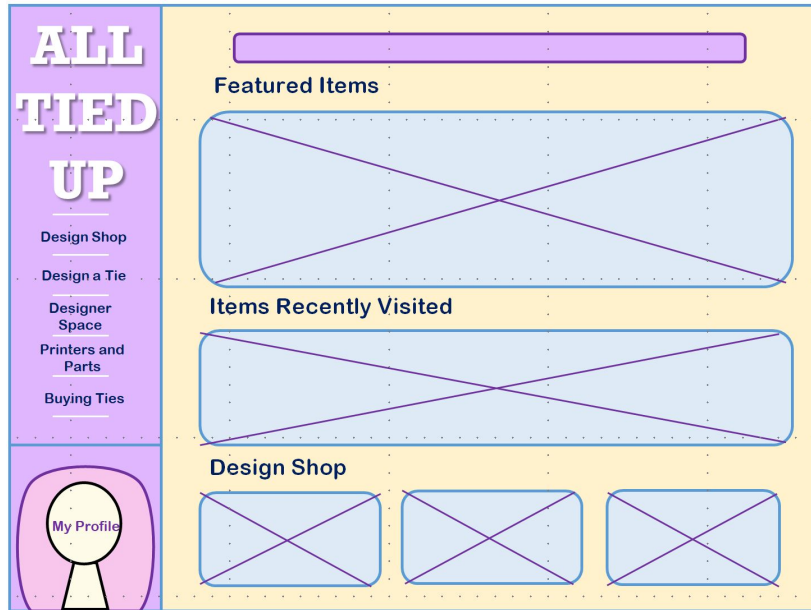 ALL
TIED
UP
Design Shop
Design a Tie
Designer
Space
Printers and
Parts
Buying Ties
My Profile
Featured Items
Items Recently Visited
Design Shop